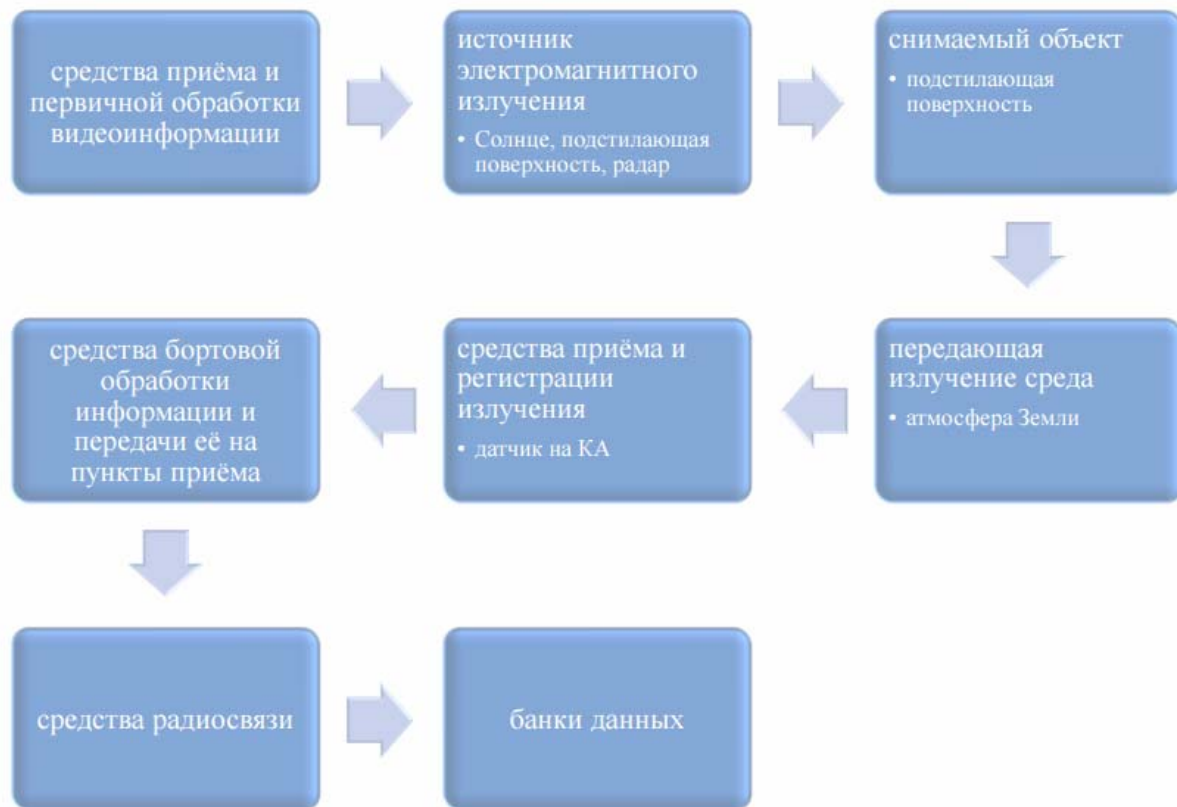 средства приёма и
первичной обработки
видеоинформации
источник
электромагнитного
излучения
• Солнце, подстилающая
поверхность, радар
снимаемый объект
• подстилающая
поверхность
передающая
излучение среда
• атмосфера Земли
средства приёма и
регистрации
излучения
• датчик на КА
средства бортовой
обработки
информации и
передачи её на
пункты приёма
средства радиосвязи
банки данных